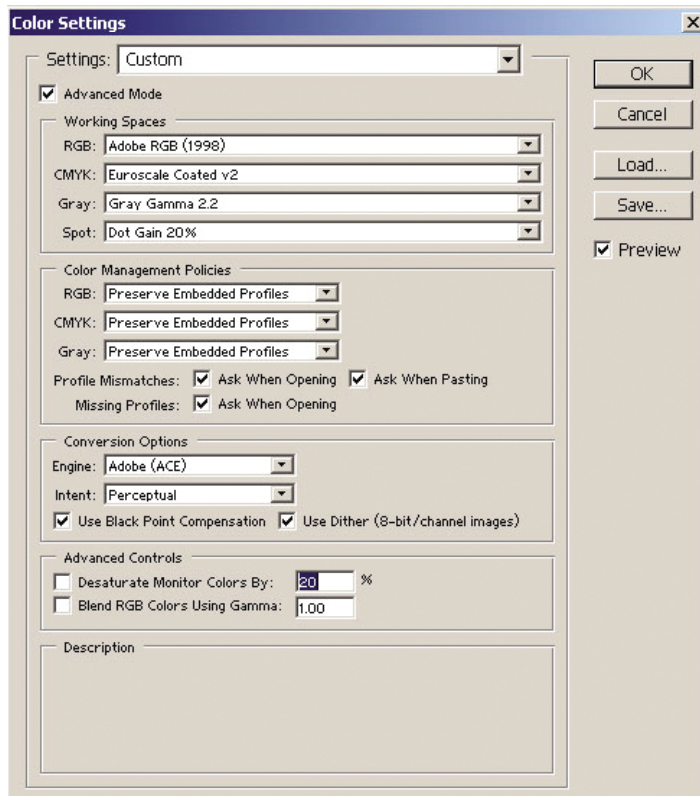 Color Settings
Settings: Custom
OK
Advanced Mode
Cancel
Working Spaces
RGB: Adobe RGB (1998)
CMYK: Euroscale Coated v2
Load...
Gray: Gray Gamma 2.2
Save...
Spot: Dot Gain 20%
Preview
Color Management Policies
RGB: Preserve Embedded Profiles
CMYK: Preserve Embedded Profiles
Gray: Preserve Embedded Profiles
Profile Mismatches: Ask When Opening Ask When Pasting
Missing Profiles: Ask When Opening
Conversion Options
Engine: Adobe (ACE)
Intent: Perceptual
Use Black Point Compensation Use Dither (8-bit/channel images)
Advanced Controls
Desaturate Monitor Colors By: 20 %
Blend RGB Colors Using Gamma: 1.00
Description